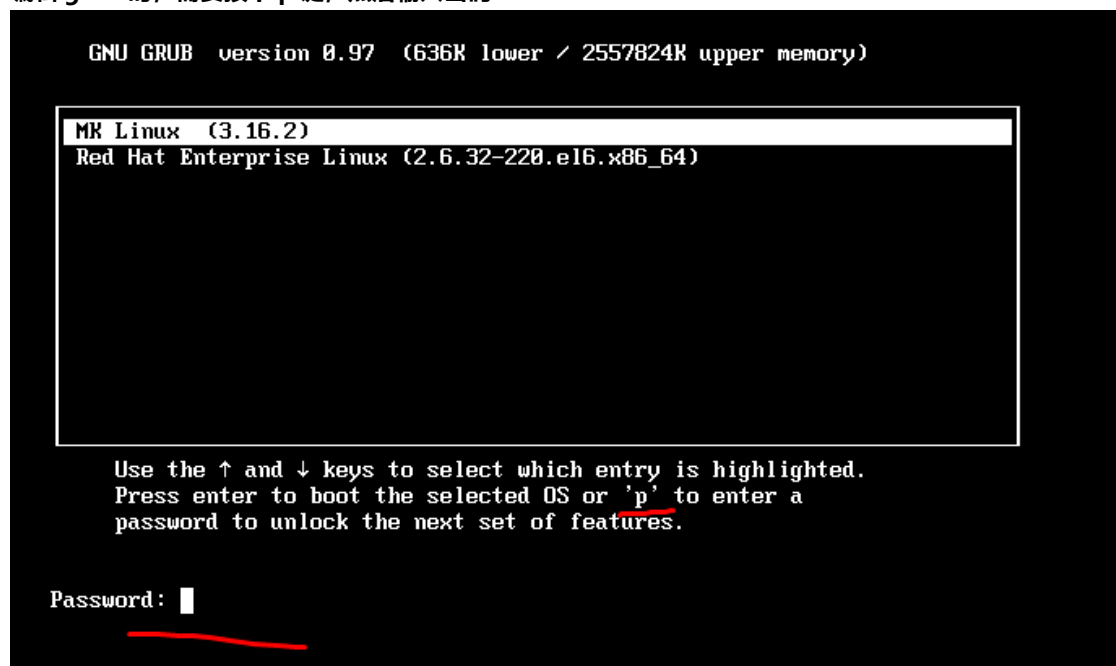 GNU GRUB version 0.97 (636K lower / 2557824K upper memory)
MK Linux (3.16.2)
Red Hat Enterprise Linux (2.6.32-220.el6.x86_64)
Use the ↑ and ↓ keys to select which entry is highlighted.
Press enter to boot the selected OS or 'p' to enter a
password to unlock the next set of features.
Password: